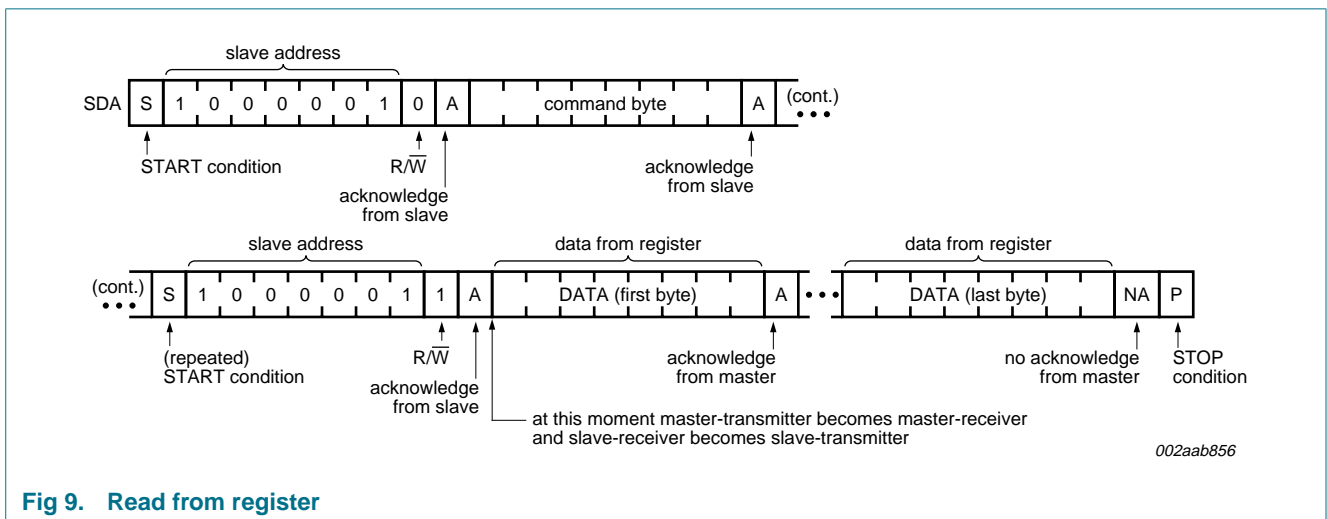 slave address
SDA S 1 0 0 0 0 0 1 0 A command byte A (cont.)
START condition R/W̅ acknowledge from slave acknowledge from slave
slave address data from register data from register
(cont.) S 1 0 0 0 0 0 1 1 A DATA (first byte) A DATA (last byte) NA P
(repeated) START condition R/W̅ acknowledge from slave acknowledge from master no acknowledge from master STOP condition
at this moment master-transmitter becomes master-receiver
and slave-receiver becomes slave-transmitter
002aab856
Fig 9. Read from register